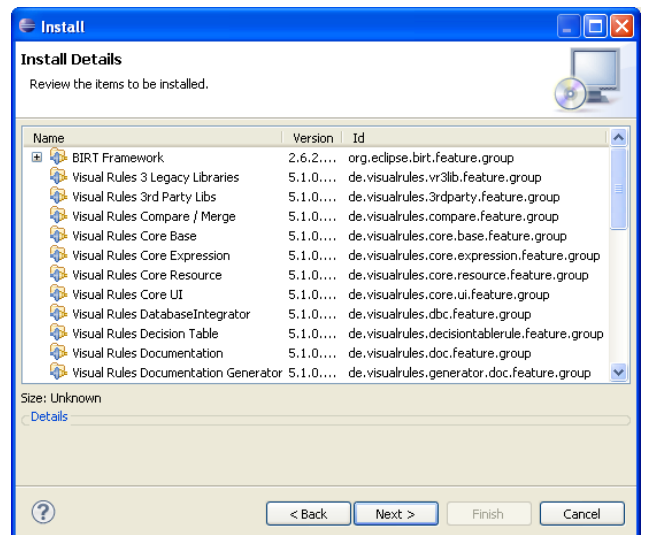 Install
Install Details
Review the items to be installed.
Name Version Id
BIRT Framework 2.6.2.... org.eclipse.birt.feature.group
Visual Rules 3 Legacy Libraries 5.1.0.... de.visualrules.vr3lib.feature.group
Visual Rules 3rd Party Libs 5.1.0.... de.visualrules.3rdparty.feature.group
Visual Rules Compare / Merge 5.1.0.... de.visualrules.compare.feature.group
Visual Rules Core Base 5.1.0.... de.visualrules.core.base.feature.group
Visual Rules Core Expression 5.1.0.... de.visualrules.core.expression.feature.group
Visual Rules Core Resource 5.1.0.... de.visualrules.core.resource.feature.group
Visual Rules Core UI 5.1.0.... de.visualrules.core.ui.feature.group
Visual Rules DatabaseIntegrator 5.1.0.... de.visualrules.dbc.feature.group
Visual Rules Decision Table 5.1.0.... de.visualrules.decisiontablerule.feature.group
Visual Rules Documentation 5.1.0.... de.visualrules.doc.feature.group
Visual Rules Documentation Generator 5.1.0.... de.visualrules.generator.doc.feature.group
Size: Unknown
Details
? < Back Next > Finish Cancel